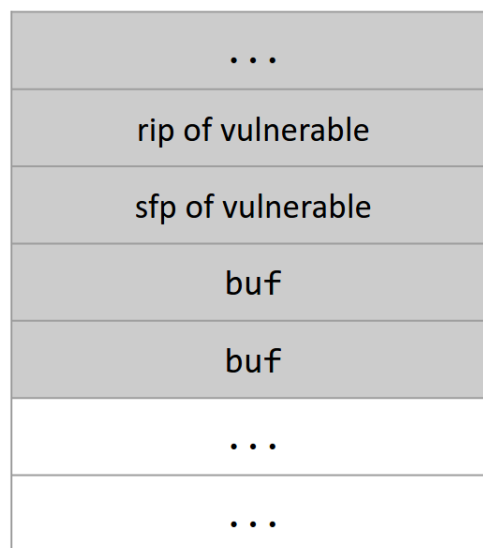 ...
rip of vulnerable
sfp of vulnerable
buf
buf
...
...